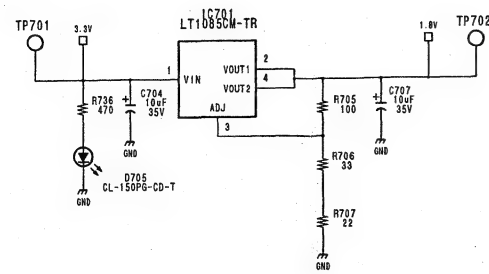 TP701
3.3V
IC701
LT1085CM-TR
1.8V
TP702
1
VIN
VOUT1
2
VOUT2
4
ADJ
3
R736
470
C704
+
10uF
35V
R705
100
C707
+
10uF
35V
GND
D705
CL-150PG-CD-T
GND
R706
33
R707
22
GND
GND